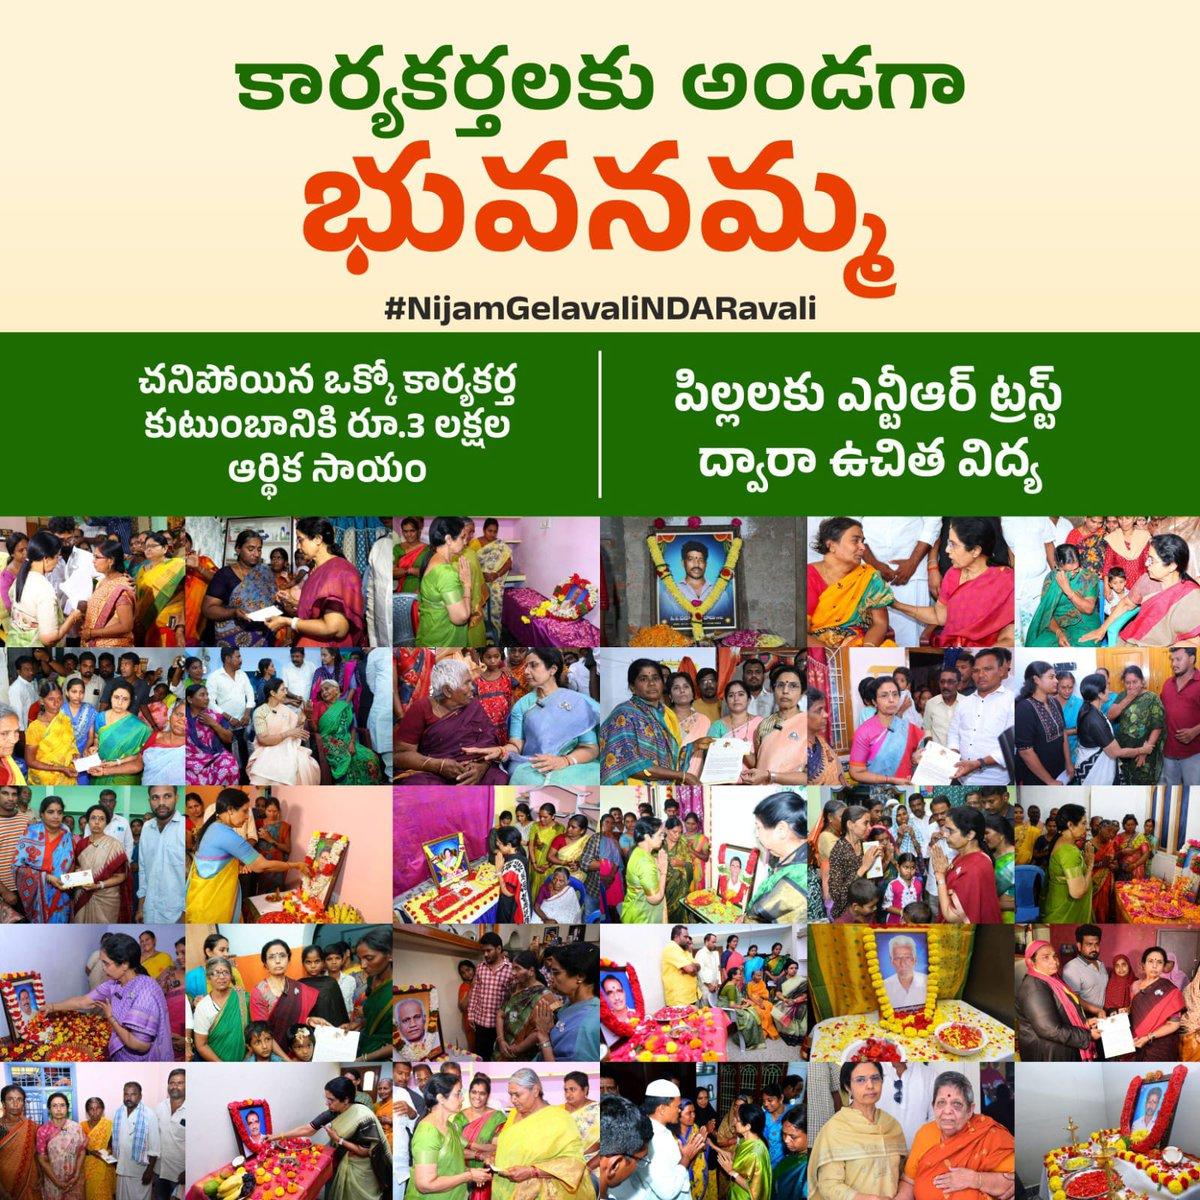 కార్యకర్తలకు అండగా
భువనమ్మ
#NijamGelavaliNDARavali
చనిపోయిన ఒక్కో కార్యకర్త
కుటుంబానికి రూ.3 లక్షల
ఆర్థిక సాయం
పిల్లలకు ఎన్టీఆర్ ట్రస్ట్
ద్వారా ఉచిత విద్య